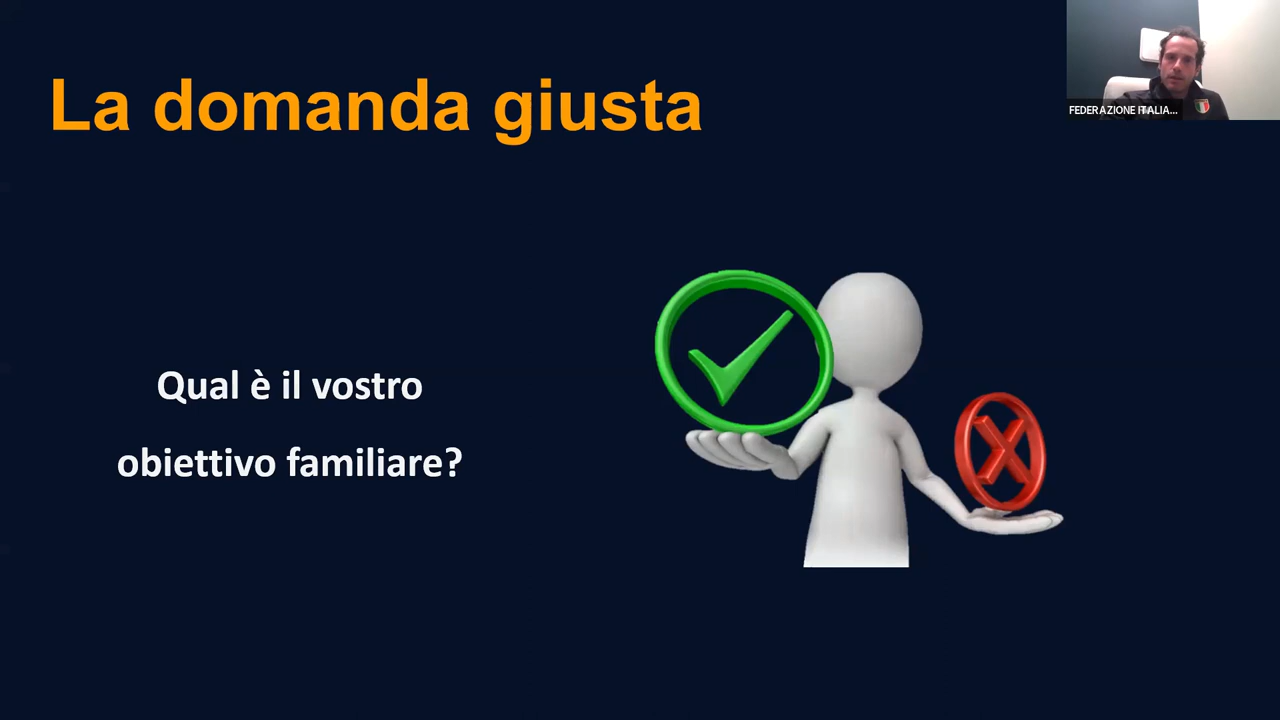 La domanda giusta
FEDERAZIONE ITALIA...
Qual è il vostro
obiettivo familiare?